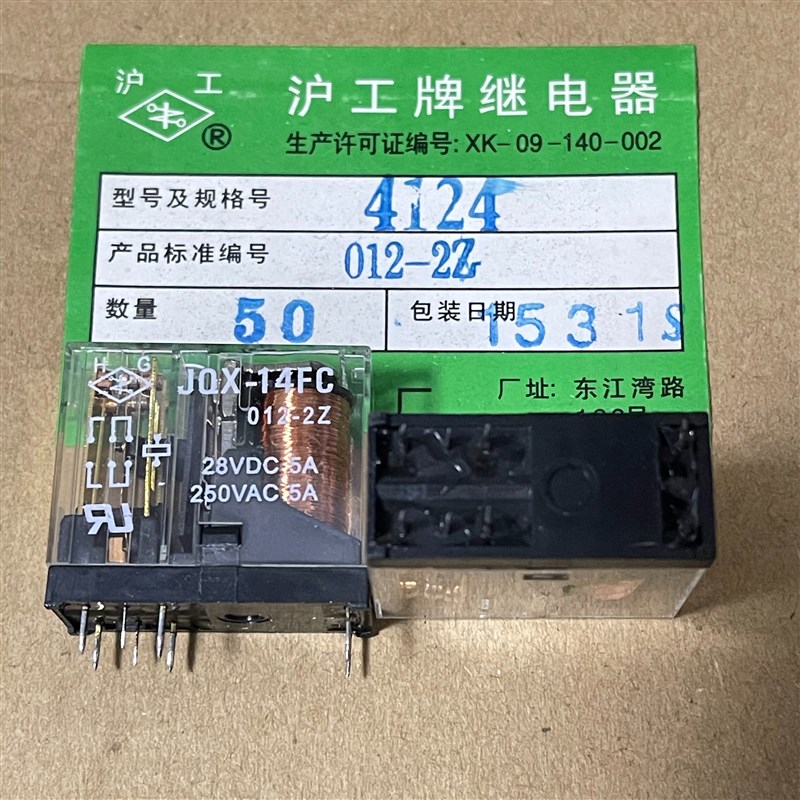 沪 工
®
沪工牌继电器
生产许可证编号: XK-09-140-002
型号及规格号 4124
产品标准编号 012-2Z
数量 50 包装日期 1531S
厂址: 东江湾路
H G
JQX-14FC
012-2Z
28VDC 5A
250VAC 5A